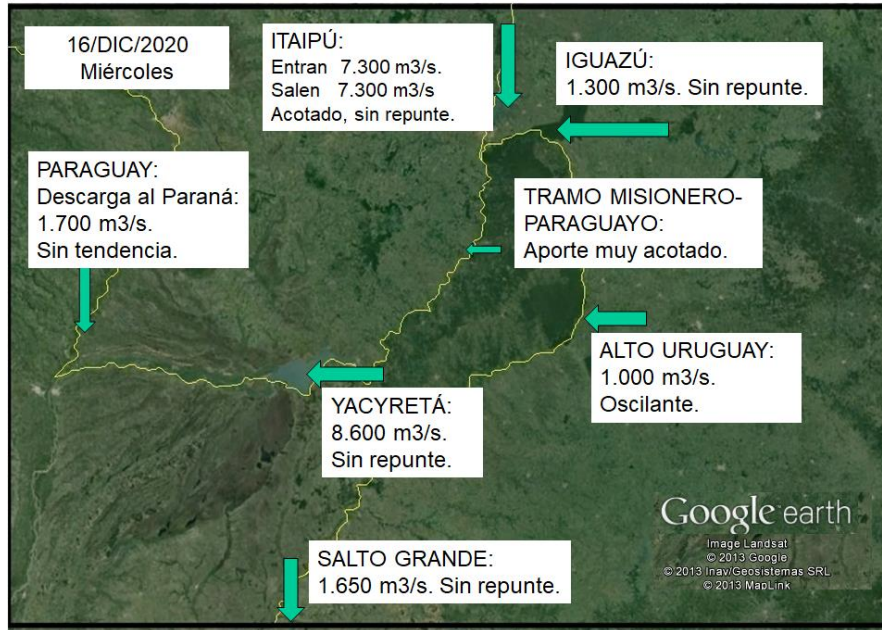 16/DIC/2020
Miércoles
ITAIPÚ:
Entran 7.300 m3/s.
Salen 7.300 m3/s
Acotado, sin repunte.
IGUAZÚ:
1.300 m3/s. Sin repunte.
PARAGUAY:
Descarga al Paraná:
1.700 m3/s.
Sin tendencia.
TRAMO MISIONERO-
PARAGUAYO:
Aporte muy acotado.
ALTO URUGUAY:
1.000 m3/s.
Oscilante.
YACYRETÁ:
8.600 m3/s.
Sin repunte.
SALTO GRANDE:
1.650 m3/s. Sin repunte.
Google earth
Image Landsat
© 2013 Google
© 2013 Inav/Geosistemas SRL
© 2013 MapLink